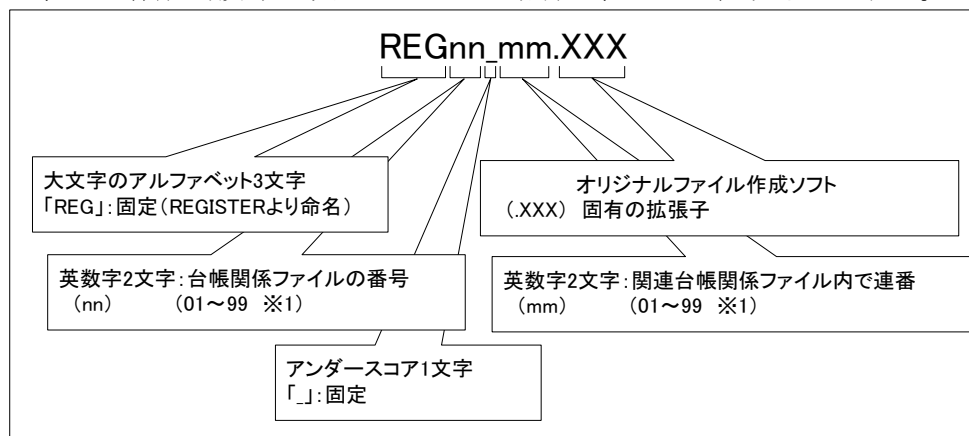 REGnn_mm.XXX
大文字のアルファベット3文字
「REG」:固定(REGISTERより命名)
オリジナルファイル作成ソフト
(.XXX) 固有の拡張子
英数字2文字:台帳関係ファイルの番号
(nn) (01～99 ※1)
英数字2文字:関連台帳関係ファイル内で連番
(mm) (01～99 ※1)
アンダースコア1文字
「_」:固定